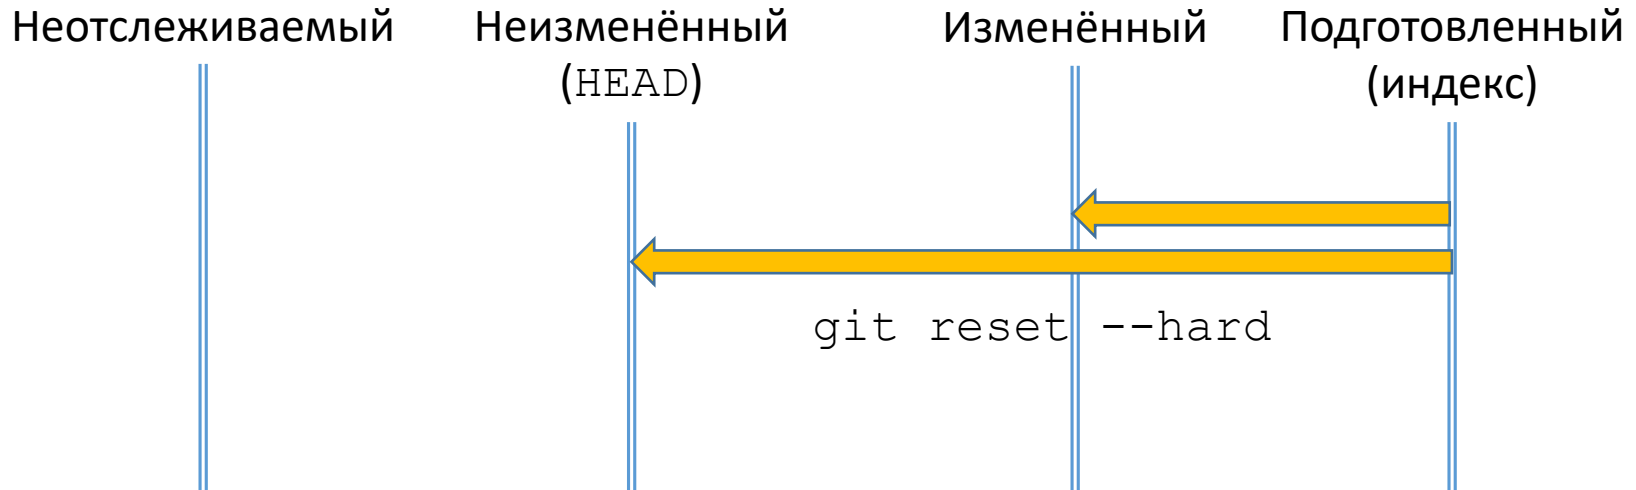 Неотслеживаемый
Неизменённый
(HEAD)
Изменённый
Подготовленный
(индекс)
git reset --hard